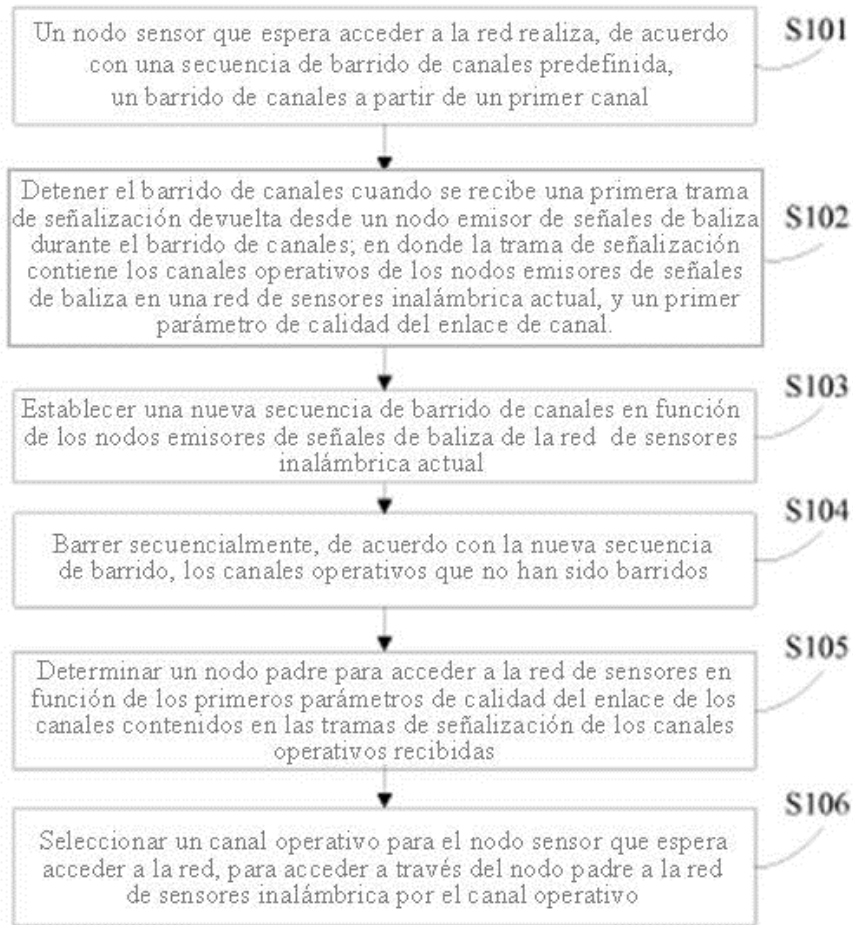 Un nodo sensor que espera acceder a la red realiza, de acuerdo
con una secuencia de barrido de canales predefinida,
un barrido de canales a partir de un primer canal
S101
Detener el barrido de canales cuando se recibe una primera trama
de señalización devuelta desde un nodo emisor de señales de baliza
durante el barrido de canales; en donde la trama de señalización
contiene los canales operativos de los nodos emisores de señales
de baliza en una red de sensores inalámbrica actual, y un primer
parámetro de calidad del enlace de canal.
S102
Establecer una nueva secuencia de barrido de canales en función
de los nodos emisores de señales de baliza de la red de sensores
inalámbrica actual
S103
Barrer secuencialmente, de acuerdo con la nueva secuencia
de barrido, los canales operativos que no han sido barridos
S104
Determinar un nodo padre para acceder a la red de sensores en
función de los primeros parámetros de calidad del enlace de los
canales contenidos en las tramas de señalización de los canales
operativos recibidas
S105
Seleccionar un canal operativo para el nodo sensor que espera
acceder a la red, para acceder a través del nodo padre a la red
de sensores inalámbrica por el canal operativo
S106